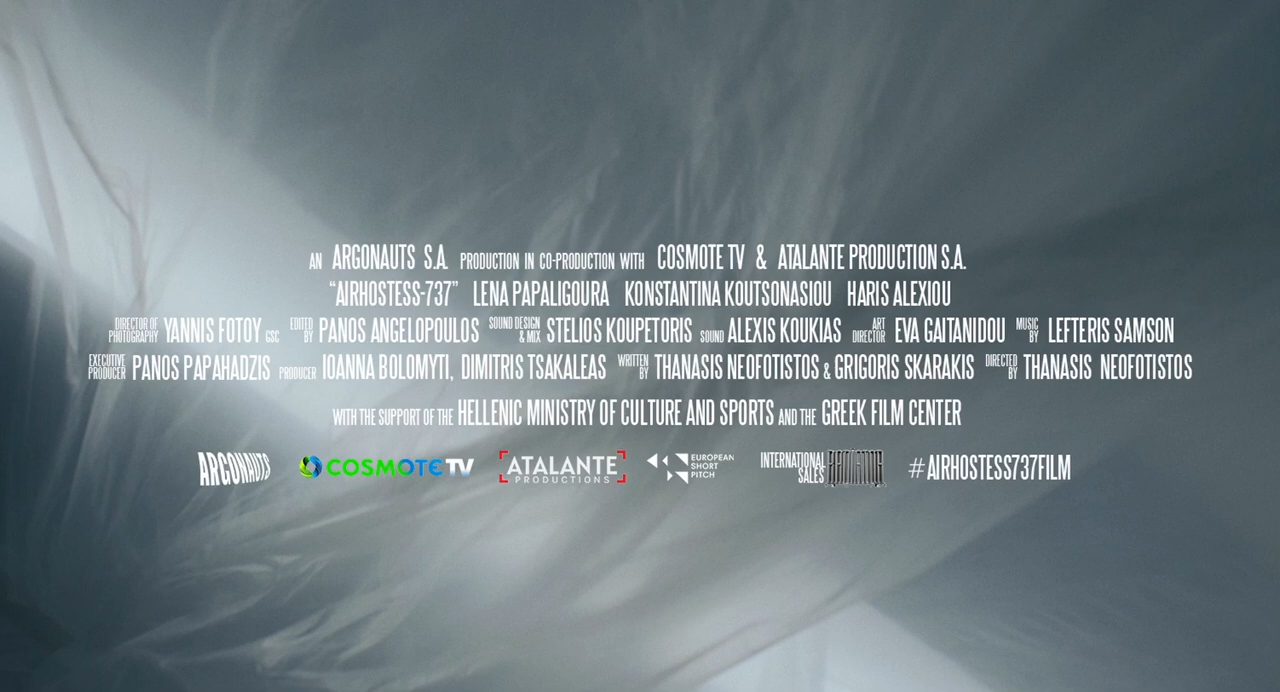 AN ARGONAUTS S.A. PRODUCTION IN CO-PRODUCTION WITH COSMOTE TV & ATALANTE PRODUCTION S.A.
“AIRHOSTESS-737” LENA PAPALIGOURA KONSTANTINA KOUTSONASIOU HARIS ALEXIOU
DIRECTOR OF PHOTOGRAPHY YANNIS FOTOY GSC EDITED BY PANOS ANGELOPOULOS SOUND DESIGN & MIX STELIOS KOUPETORIS SOUND ALEXIS KOUKIAS ART DIRECTOR EVA GAITANIDOU MUSIC BY LEFTERIS SAMSON
EXECUTIVE PRODUCER PANOS PAPAHADZIS PRODUCER IOANNA BOLOMYTI, DIMITRIS TSAKALEAS WRITTEN BY THANASIS NEOFOTISTOS & GRIGORIS SKARAKIS DIRECTED BY THANASIS NEOFOTISTOS
WITH THE SUPPORT OF THE HELLENIC MINISTRY OF CULTURE AND SPORTS AND THE GREEK FILM CENTER
ARGONAUTS COSMOTE TV ATALANTE PRODUCTIONS EUROPEAN SHORT PITCH INTERNATIONAL SALES #AIRHOSTESS737FILM